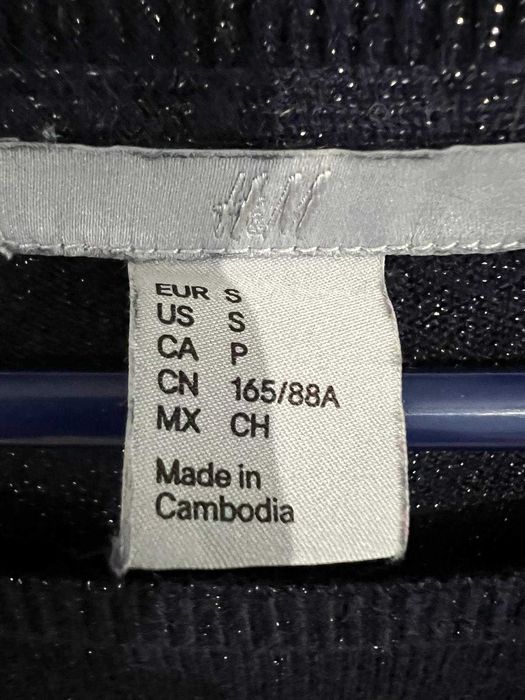 H&M
EUR S
US S
CA P
CN 165/88A
MX CH
Made in
Cambodia